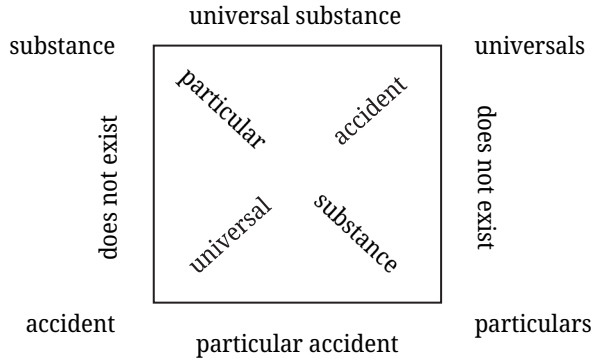 universal substance
substance
universals
particular
accident
does not exist
does not exist
universal
substance
accident
particulars
particular accident